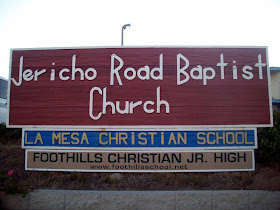 Jericho Road Baptist
Church
LA MESA CHRISTIAN SCHOOL
FOOTHILLS CHRISTIAN JR. HIGH
www.foothillsschool.net